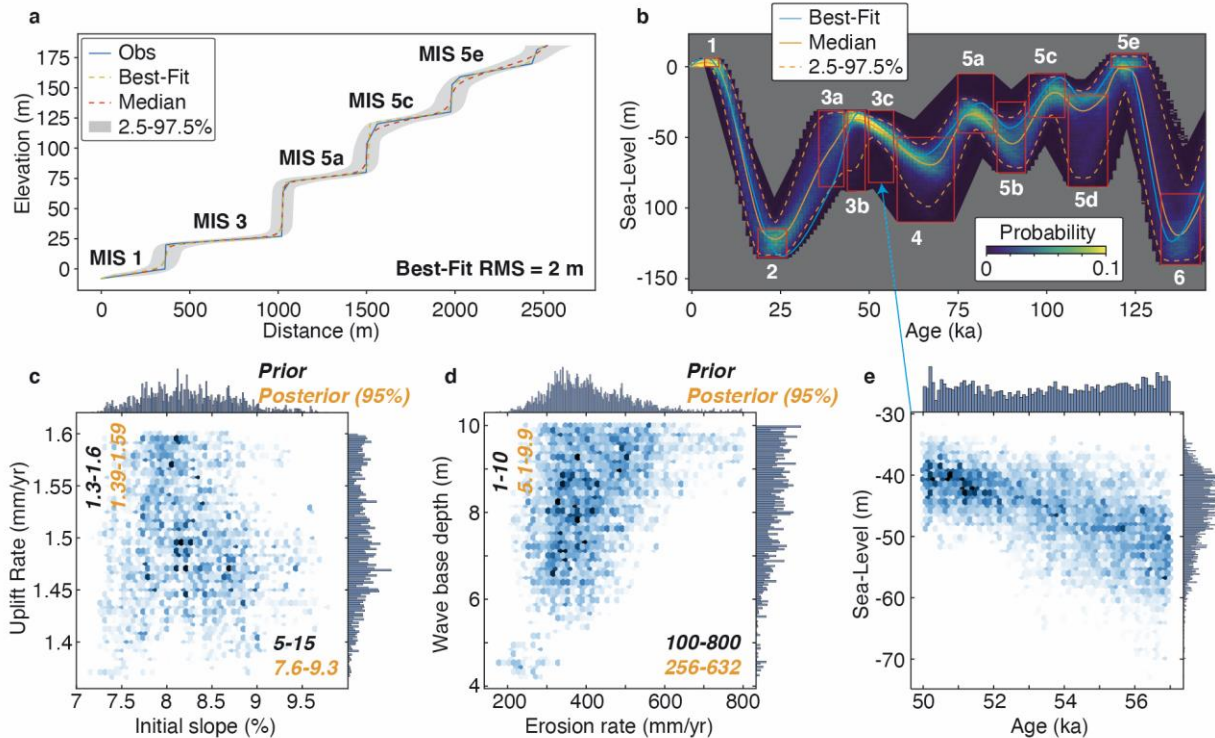 a
Obs
Best-Fit
Median
2.5-97.5%
MIS 1
MIS 3
MIS 5a
MIS 5c
MIS 5e
Best-Fit RMS = 2 m
Elevation (m)
175
150
125
100
75
50
25
0
0
500
1000
1500
2000
2500
Distance (m)
b
Best-Fit
Median
2.5-97.5%
1
2
3a
3b
3c
4
5a
5b
5c
5d
5e
6
Probability
0
0.1
Sea-Level (m)
0
-50
-100
-150
0
25
50
75
100
125
Age (ka)
c
Prior
Posterior (95%)
1.3-1.6
1.39-1.59
5-15
7.6-9.3
Uplift Rate (mm/yr)
1.6
1.55
1.5
1.45
1.4
7
7.5
8
8.5
9
9.5
Initial slope (%)
d
Prior
Posterior (95%)
1-10
5.1-9.9
100-800
256-632
Wave base depth (m)
10
8
6
4
200
400
600
800
Erosion rate (mm/yr)
e
Sea-Level (m)
-30
-40
-50
-60
-70
50
52
54
56
Age (ka)